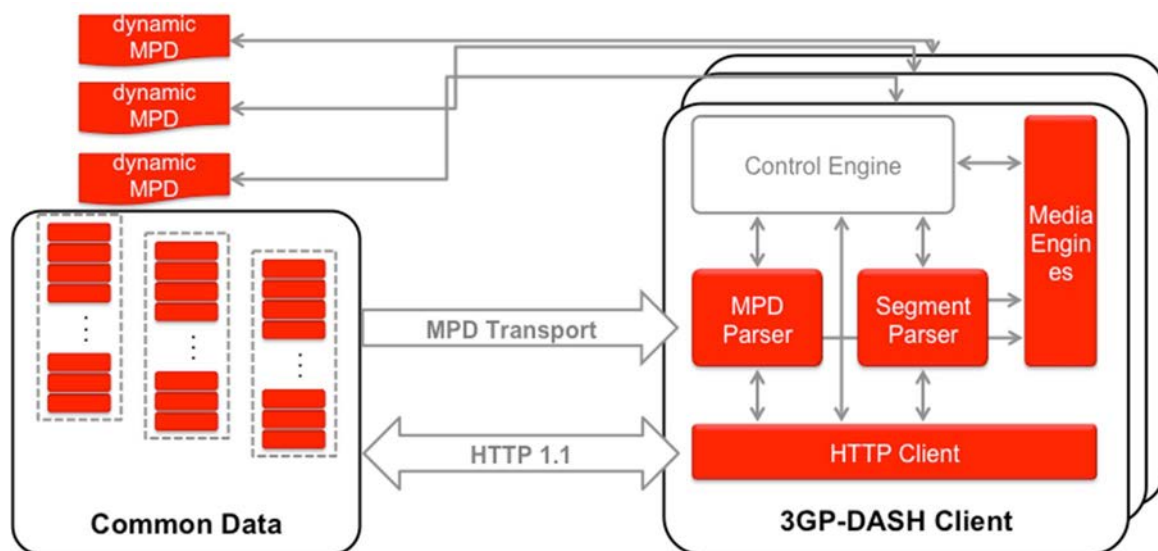 dynamic
MPD
dynamic
MPD
dynamic
MPD
Control Engine
Media
Engin
es
MPD
Parser
Segment
Parser
MPD Transport
HTTP 1.1
HTTP Client
Common Data
3GP-DASH Client